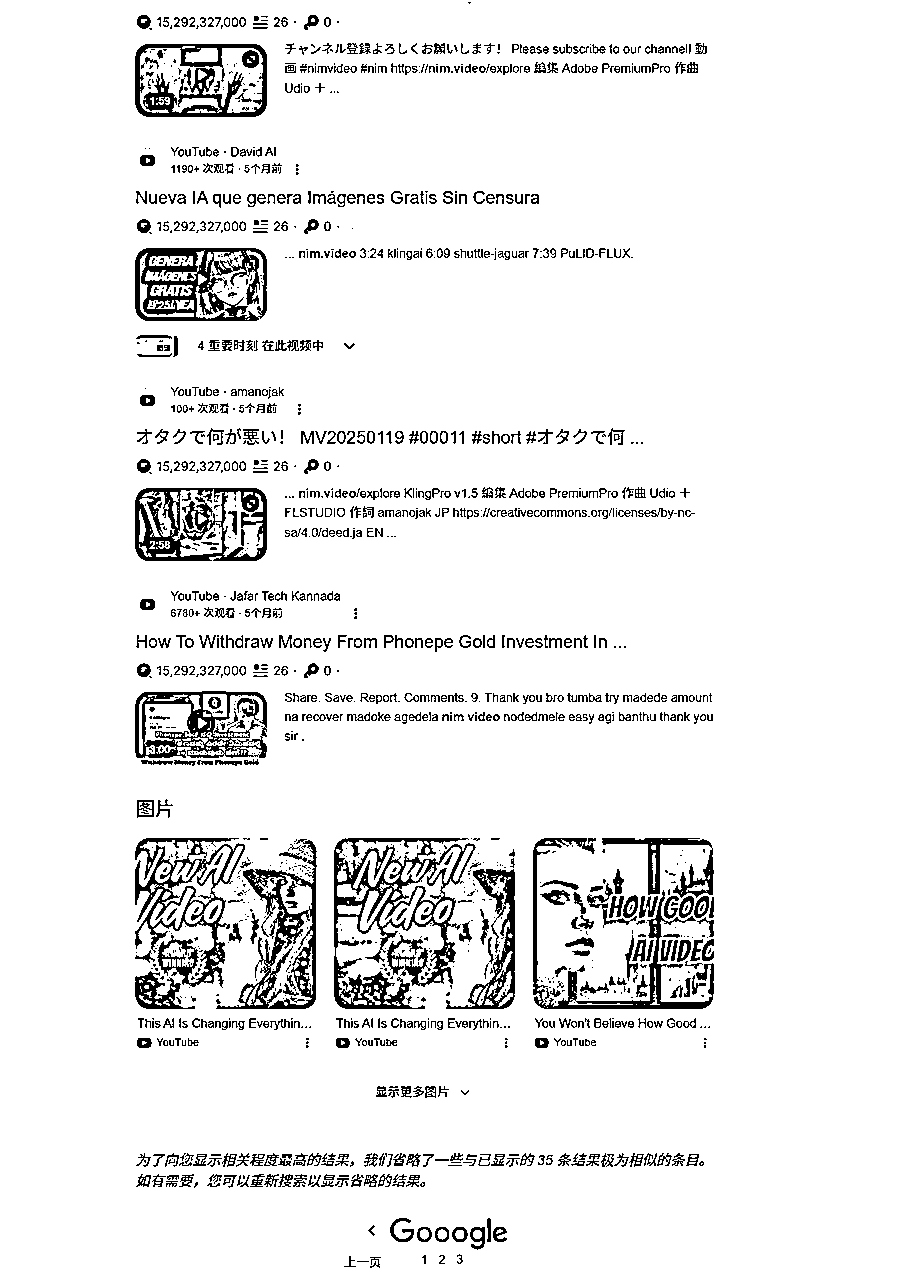 15,292,327,000 26 · 0 ·
チャンネル登録よろしくお願いします! Please subscribe to our channel! 動
画 #nimvideo #nim https://nim.video/explore 編集 Adobe PremiumPro 作曲
Udio + ...
1:59
YouTube · David AI
1190+ 次观看 · 5个月前
Nueva IA que genera Imágenes Gratis Sin Censura
15,292,327,000 26 · 0 ·
... nim.video 3:24 klingai 6:09 shuttle-jaguar 7:39 PuLID-FLUX.
GENERA
IMÁGENES
GRATIS
4 重要时刻 在此视频中
YouTube · amanojak
100+ 次观看 · 5个月前
オタクで何が悪い! MV20250119 #00011 #short #オタクで何 ...
15,292,327,000 26 · 0 ·
... nim.video/explore KlingPro v1.5 編集 Adobe PremiumPro 作曲 Udio +
FLSTUDIO 作詞 amanojak JP https://creativecommons.org/licenses/by-nc-
sa/4.0/deed.ja EN ...
2:58
YouTube · Jafar Tech Kannada
6780+ 次观看 · 5个月前
How To Withdraw Money From Phonepe Gold Investment In ...
15,292,327,000 26 · 0 ·
Share. Save. Report. Comments. 9. Thank you bro tumba try madede amount
na recover madoke agedela nim video nodedmele easy agi banthu thank you
sir .
Withdraw Money From Phonepe Gold
图片
New AI
Video
New AI
Video
HOW GOOD
AI VIDEO
This AI Is Changing Everythin...
This AI Is Changing Everythin...
You Won't Believe How Good ...
YouTube
YouTube
YouTube
显示更多图片
为了向您显示相关程度最高的结果，我们省略了一些与已显示的 35 条结果极为相似的条目。
如有需要，您可以重新搜索以显示省略的结果。
Gooogle
上一页 1 2 3